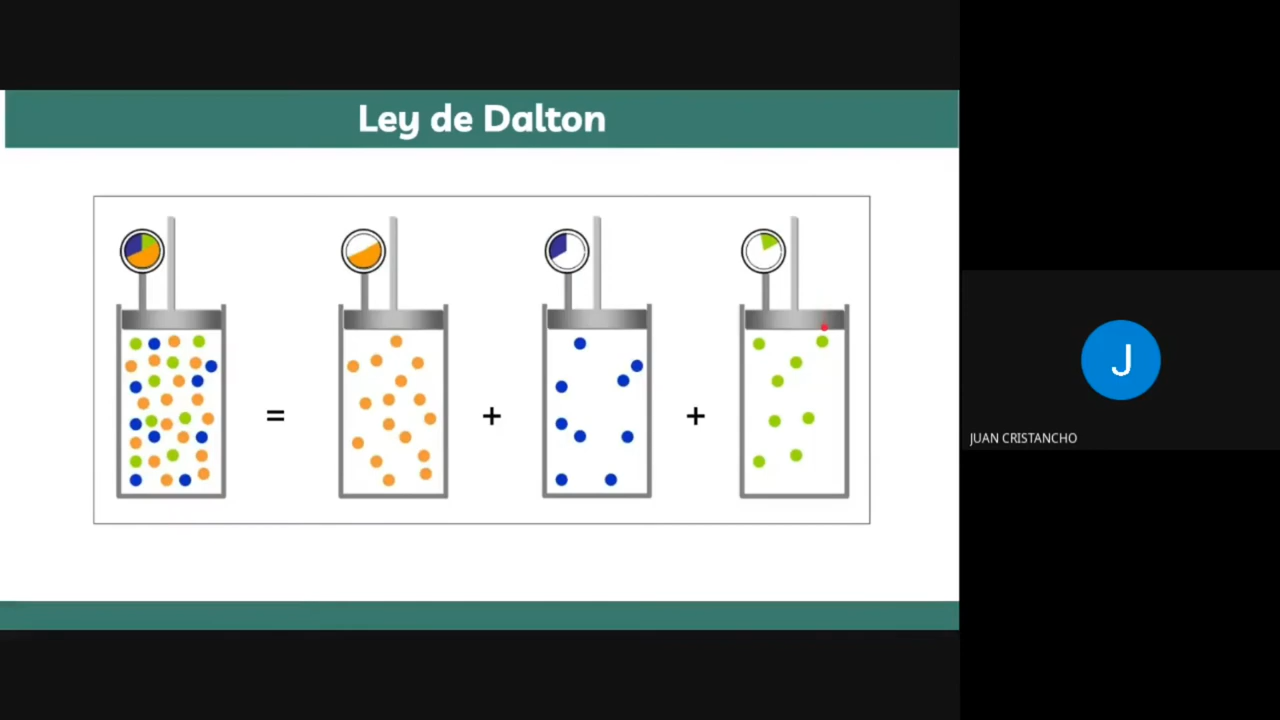 Ley de Dalton
= + +
J
JUAN CRISTANCHO